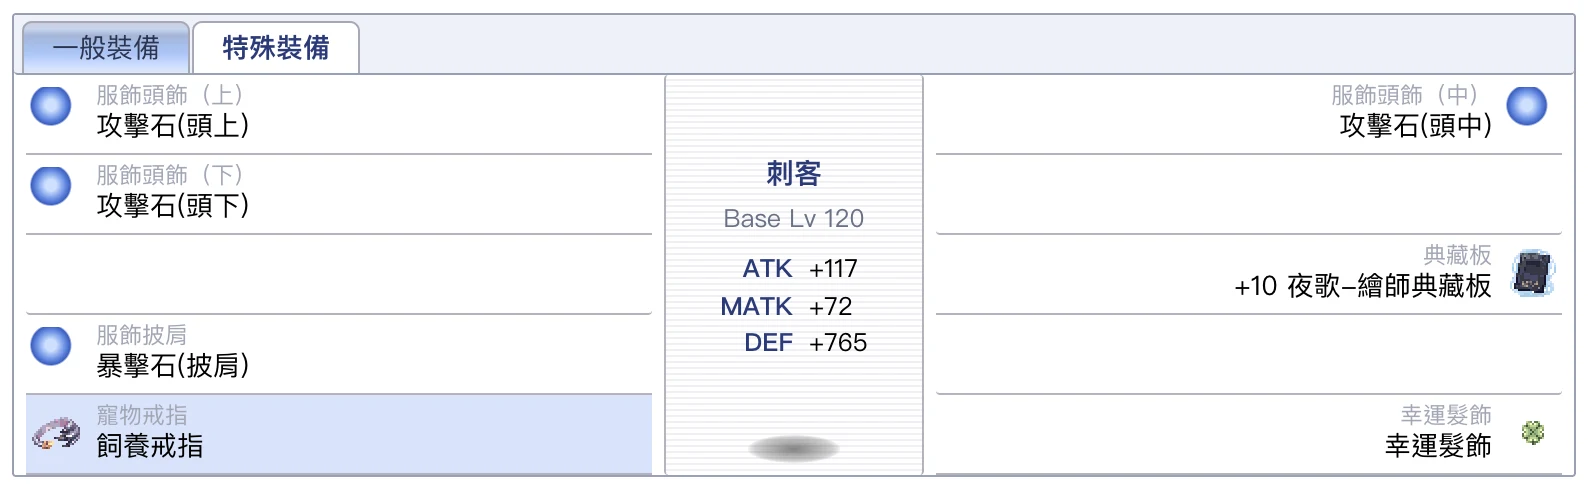 一般裝備
特殊裝備
服飾頭飾（上）
攻擊石(頭上)
服飾頭飾（下）
攻擊石(頭下)
服飾披肩
暴擊石(披肩)
寵物戒指
飼養戒指
刺客
Base Lv 120
ATK +117
MATK +72
DEF +765
服飾頭飾（中）
攻擊石(頭中)
典藏板
+10 夜歌–繪師典藏板
幸運髮飾
幸運髮飾